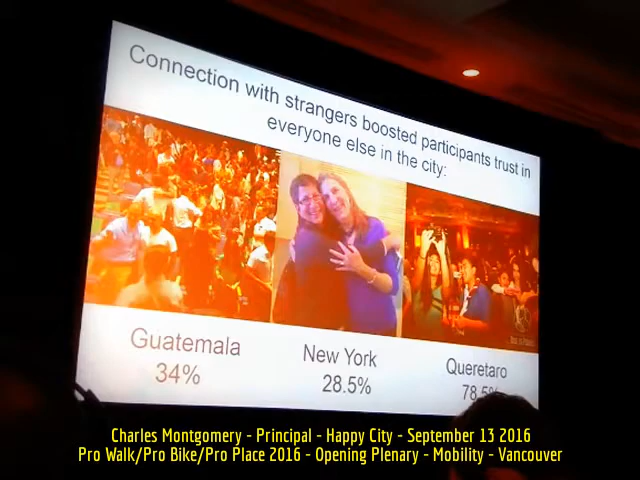 Connection with strangers boosted participants trust in
everyone else in the city:
Guatemala
34%
New York
28.5%
Queretaro
78.5%
Charles Montgomery - Principal - Happy City - September 13 2016
Pro Walk/Pro Bike/Pro Place 2016 - Opening Plenary - Mobility - Vancouver